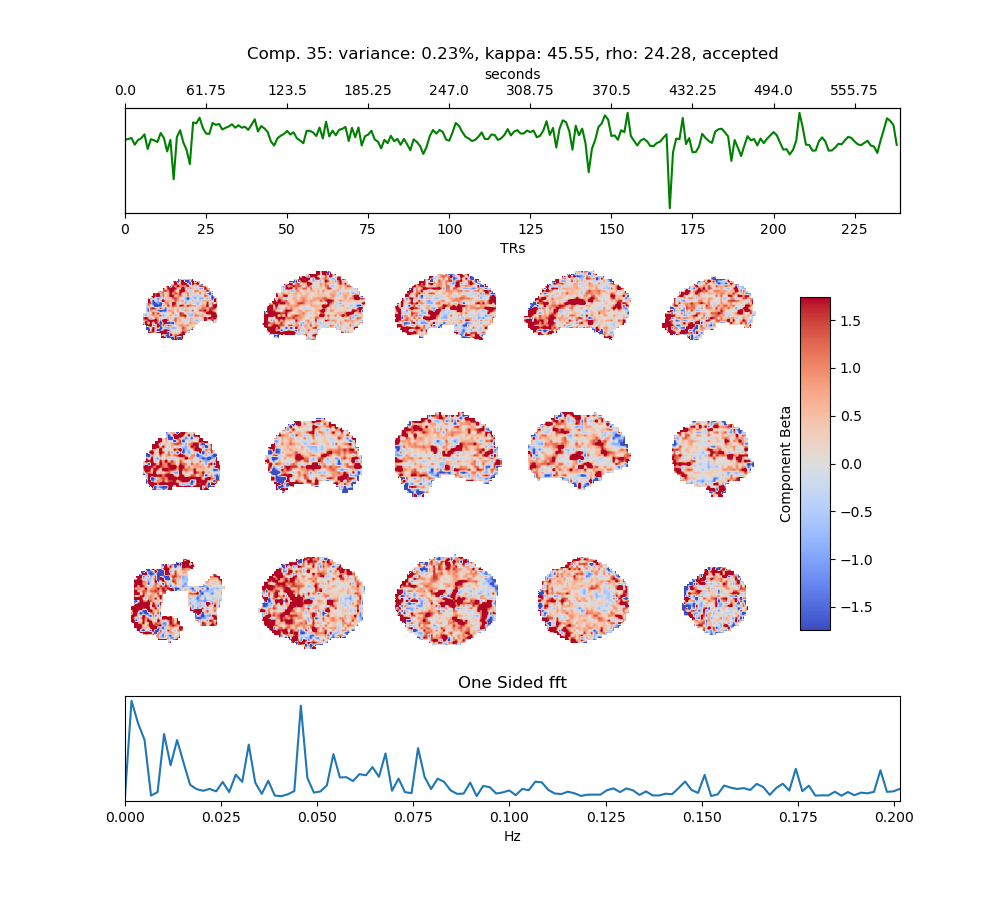 Comp. 35: variance: 0.23%, kappa: 45.55, rho: 24.28, accepted
seconds
0.0 61.75 123.5 185.25 247.0 308.75 370.5 432.25 494.0 555.75
0 25 50 75 100 125 150 175 200 225
TRs
1.5
1.0
0.5
0.0
−0.5
−1.0
−1.5
Component Beta
One Sided fft
0.000 0.025 0.050 0.075 0.100 0.125 0.150 0.175 0.200
Hz